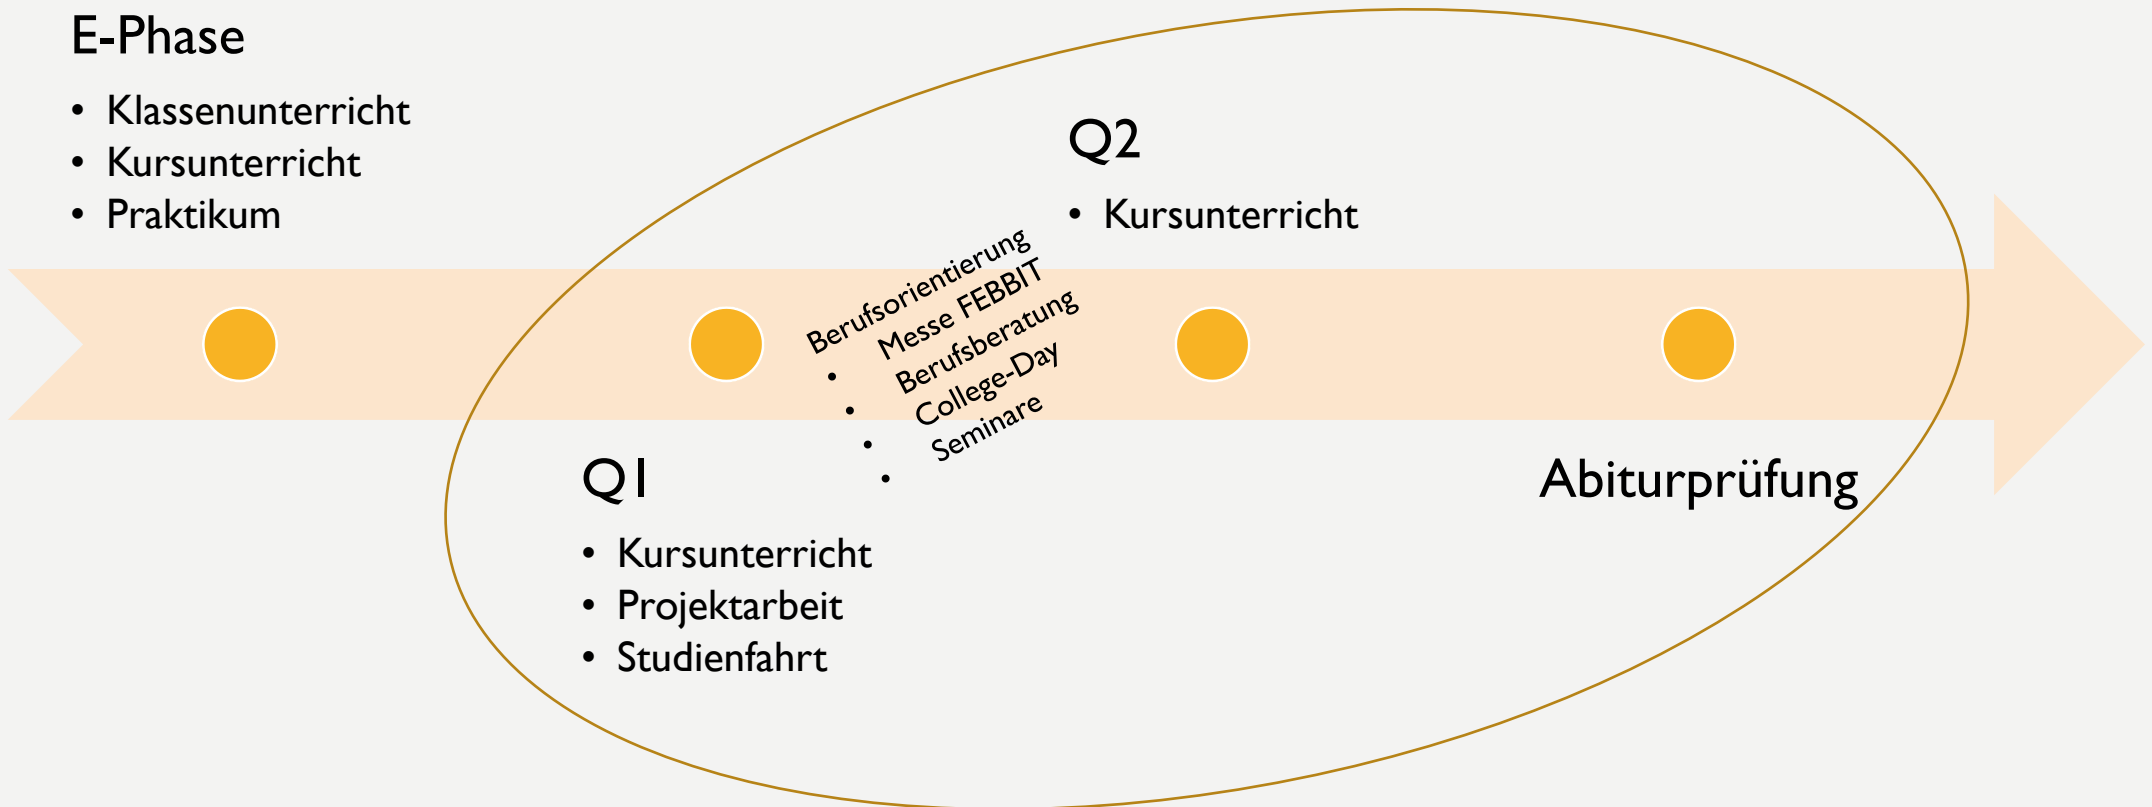 E-Phase
• Klassenunterricht
• Kursunterricht
• Praktikum
Q1
• Kursunterricht
• Projektarbeit
• Studienfahrt
Berufsorientierung
• Messe FEBBIT
• Berufsberatung
• College-Day
• Seminare
Q2
• Kursunterricht
Abiturprüfung